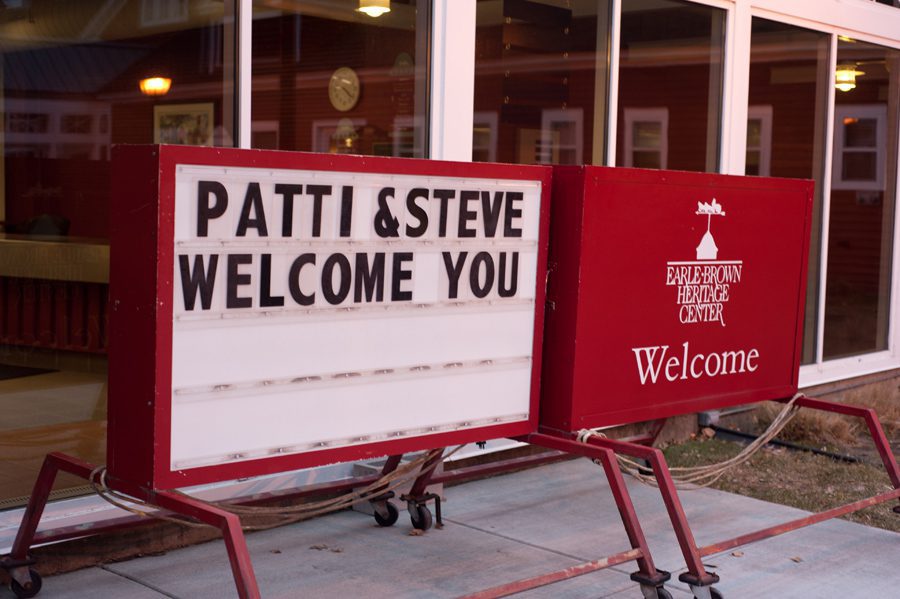 PATTI & STEVE
WELCOME YOU
EARLE·BROWN
HERITAGE
CENTER
Welcome